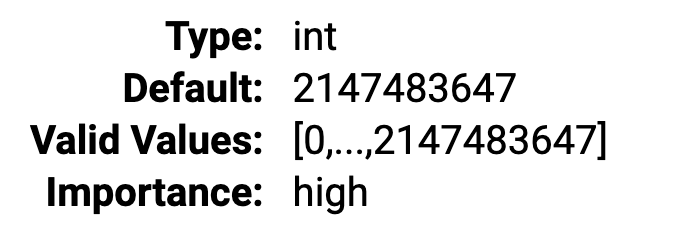 Type: int
Default: 2147483647
Valid Values: [0,...,2147483647]
Importance: high